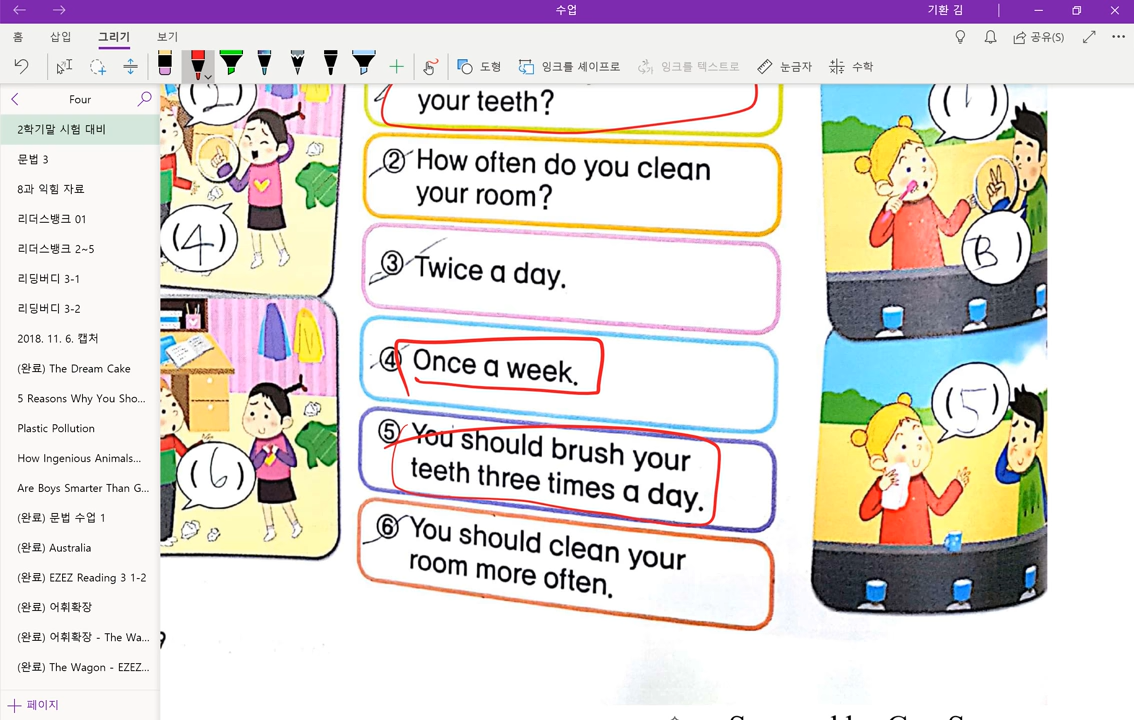 수업
기환 김
홈
삽입
그리기
보기
공유(S)
도형
잉크를 셰이프로
잉크를 텍스트로
눈금자
수학
Four
2학기말 시험 대비
문법 3
8과 익힘 자료
리더스뱅크 01
리더스뱅크 2~5
리딩버디 3-1
리딩버디 3-2
2018. 11. 6. 캡처
(완료) The Dream Cake
5 Reasons Why You Sho...
Plastic Pollution
How Ingenious Animals...
Are Boys Smarter Than G...
(완료) 문법 수업 1
(완료) Australia
(완료) EZEZ Reading 3 1-2
(완료) 어휘확장
(완료) 어휘확장 - The Wa...
(완료) The Wagon - EZEZ...
페이지
(2)
(4)
(6)
your teeth?
② How often do you clean
your room?
③ Twice a day.
④ Once a week.
⑤ You should brush your
teeth three times a day.
⑥ You should clean your
room more often.
(1)
(5)